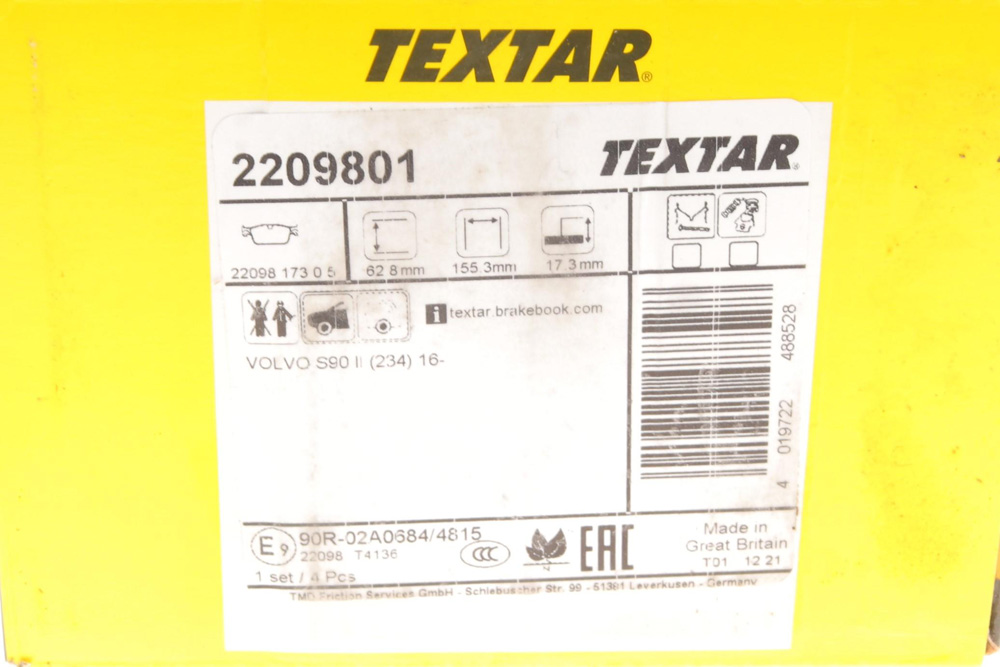 TEXTAR®
2209801 TEXTAR®
22098 173 0 5 62.8mm 155.3mm 17.3mm
i textar.brakebook.com
VOLVO S90 II (234) 16-
4 019722 488528
E9 90R-02A0684/4815
22098 T4136
CCC
EAC
Made in
Great Britain
T01 12 21
1 set / 4 Pcs
TMD Friction Services GmbH - Schlebuscher Str. 99 - 51381 Leverkusen - Germany